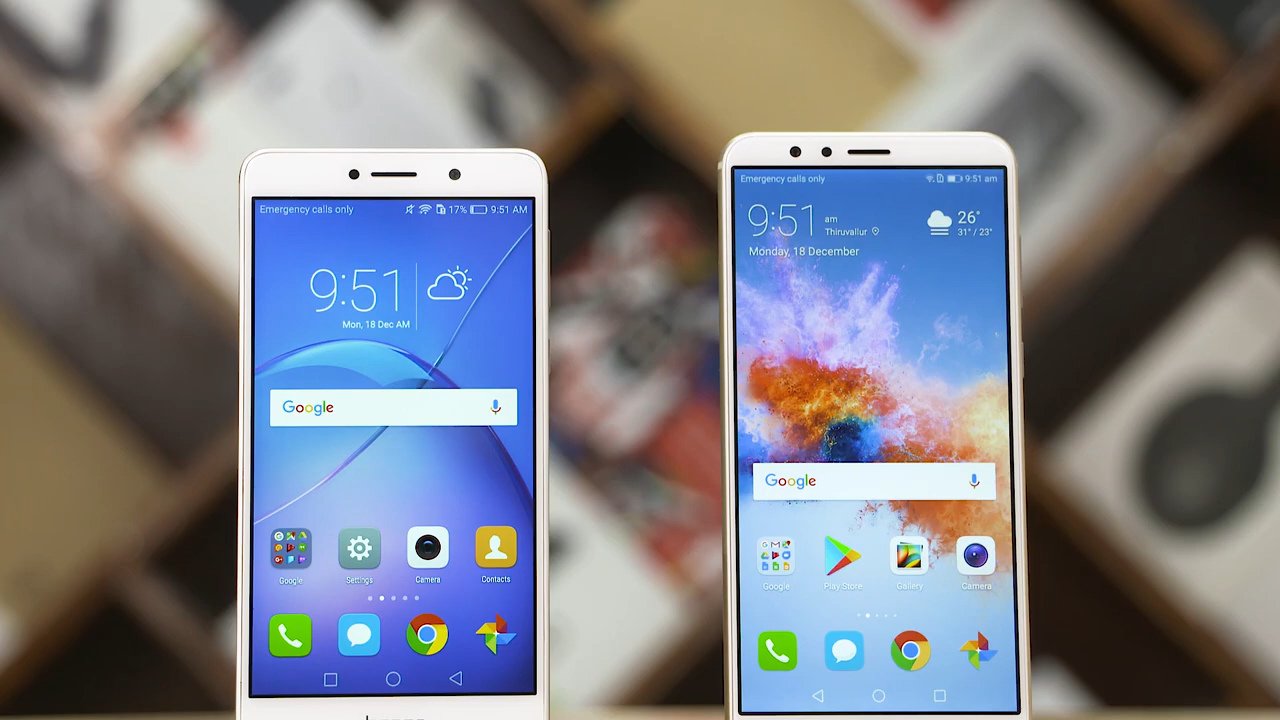 Emergency calls only 17% 9:51 AM
9:51
Mon, 18 Dec AM
Google
Google Settings Camera Contacts
honor
Emergency calls only 9:51 am
9:51 am
Thiruvallur
26°
31° / 23°
Monday, 18 December
Google
Google Play Store Gallery Camera